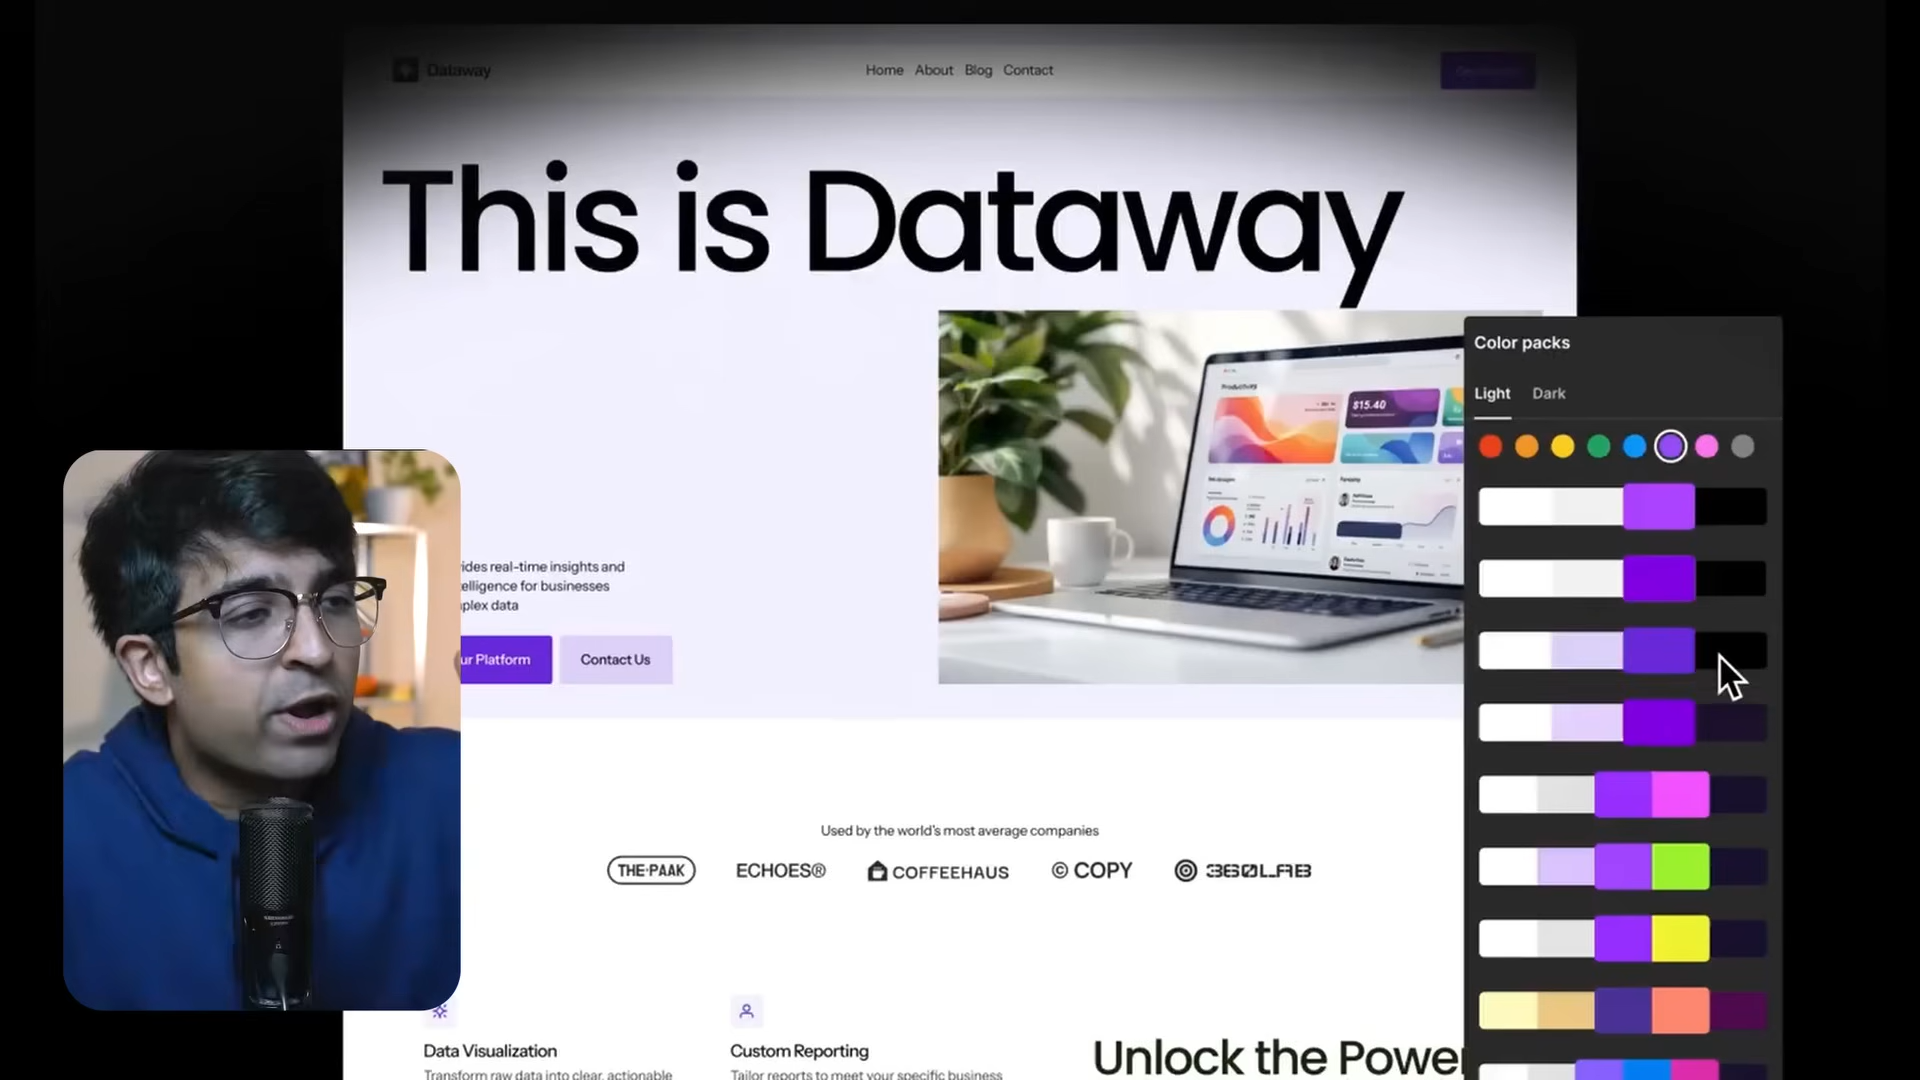 Dataway
Home About Blog Contact
This is Dataway
Productivity
$15.40
Color packs
Light Dark
ides real-time insights and
elligence for businesses
plex data
ur Platform
Contact Us
Used by the world's most average companies
THE·PAAK
ECHOES®
COFFEEHAUS
© COPY
360LAB
Data Visualization
Transform raw data into clear, actionable
Custom Reporting
Tailor reports to meet your specific business
Unlock the Power